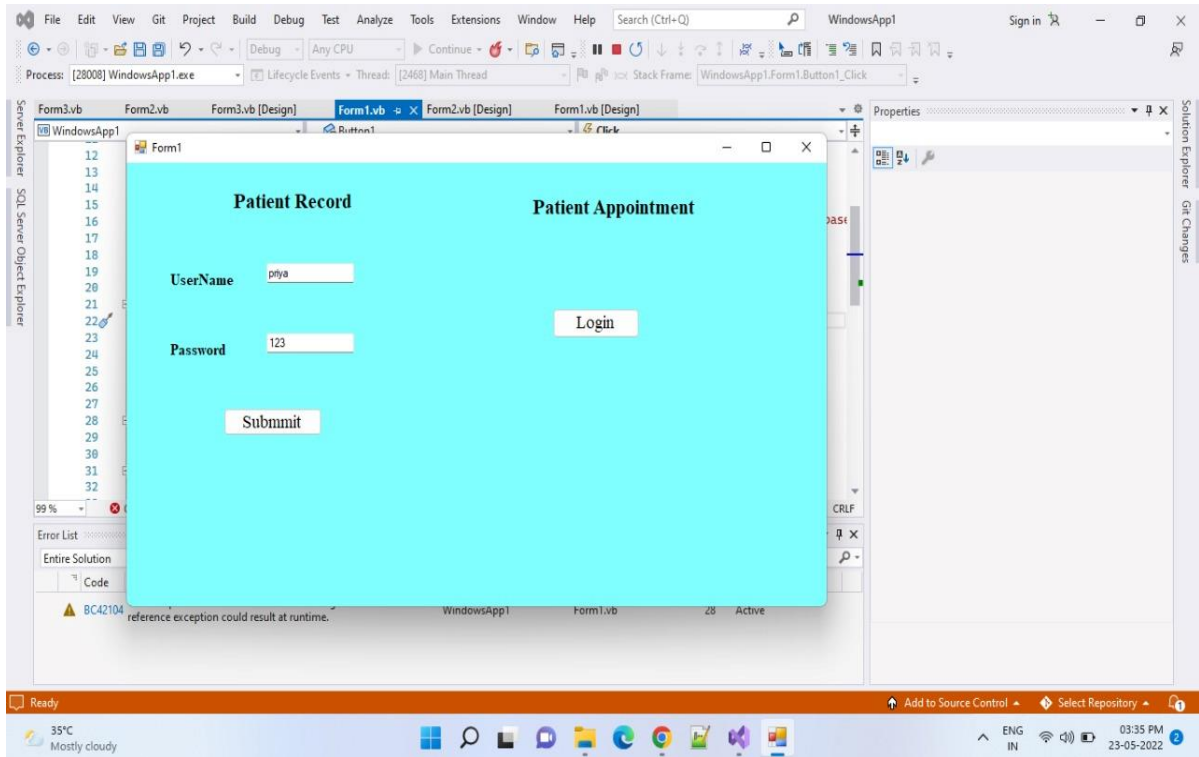 File Edit View Git Project Build Debug Test Analyze Tools Extensions Window Help Search (Ctrl+Q) WindowsApp1 Sign in
Debug Any CPU Continue
Process: [28008] WindowsApp1.exe Lifecycle Events Thread: [2468] Main Thread Stack Frame: WindowsApp1.Form1.Button1_Click
Form3.vb Form2.vb Form3.vb [Design] Form1.vb Form2.vb [Design] Form1.vb [Design]
WindowsApp1 Button1 Click
Properties
Server Explorer
SQL Server Object Explorer
Solution Explorer
Git Changes
12
13
14
15
16
17
18
19
20
21
22
23
24
25
26
27
28
29
30
31
32
Form1
Patient Record
Patient Appointment
UserName priya
Login
Password 123
Submmit
99 %
CRLF
Error List
Entire Solution
Code
BC42104 WindowsApp1 Form1.vb 28 Active
reference exception could result at runtime.
Ready Add to Source Control Select Repository 1
35°C
Mostly cloudy
ENG
IN
03:35 PM
23-05-2022
2